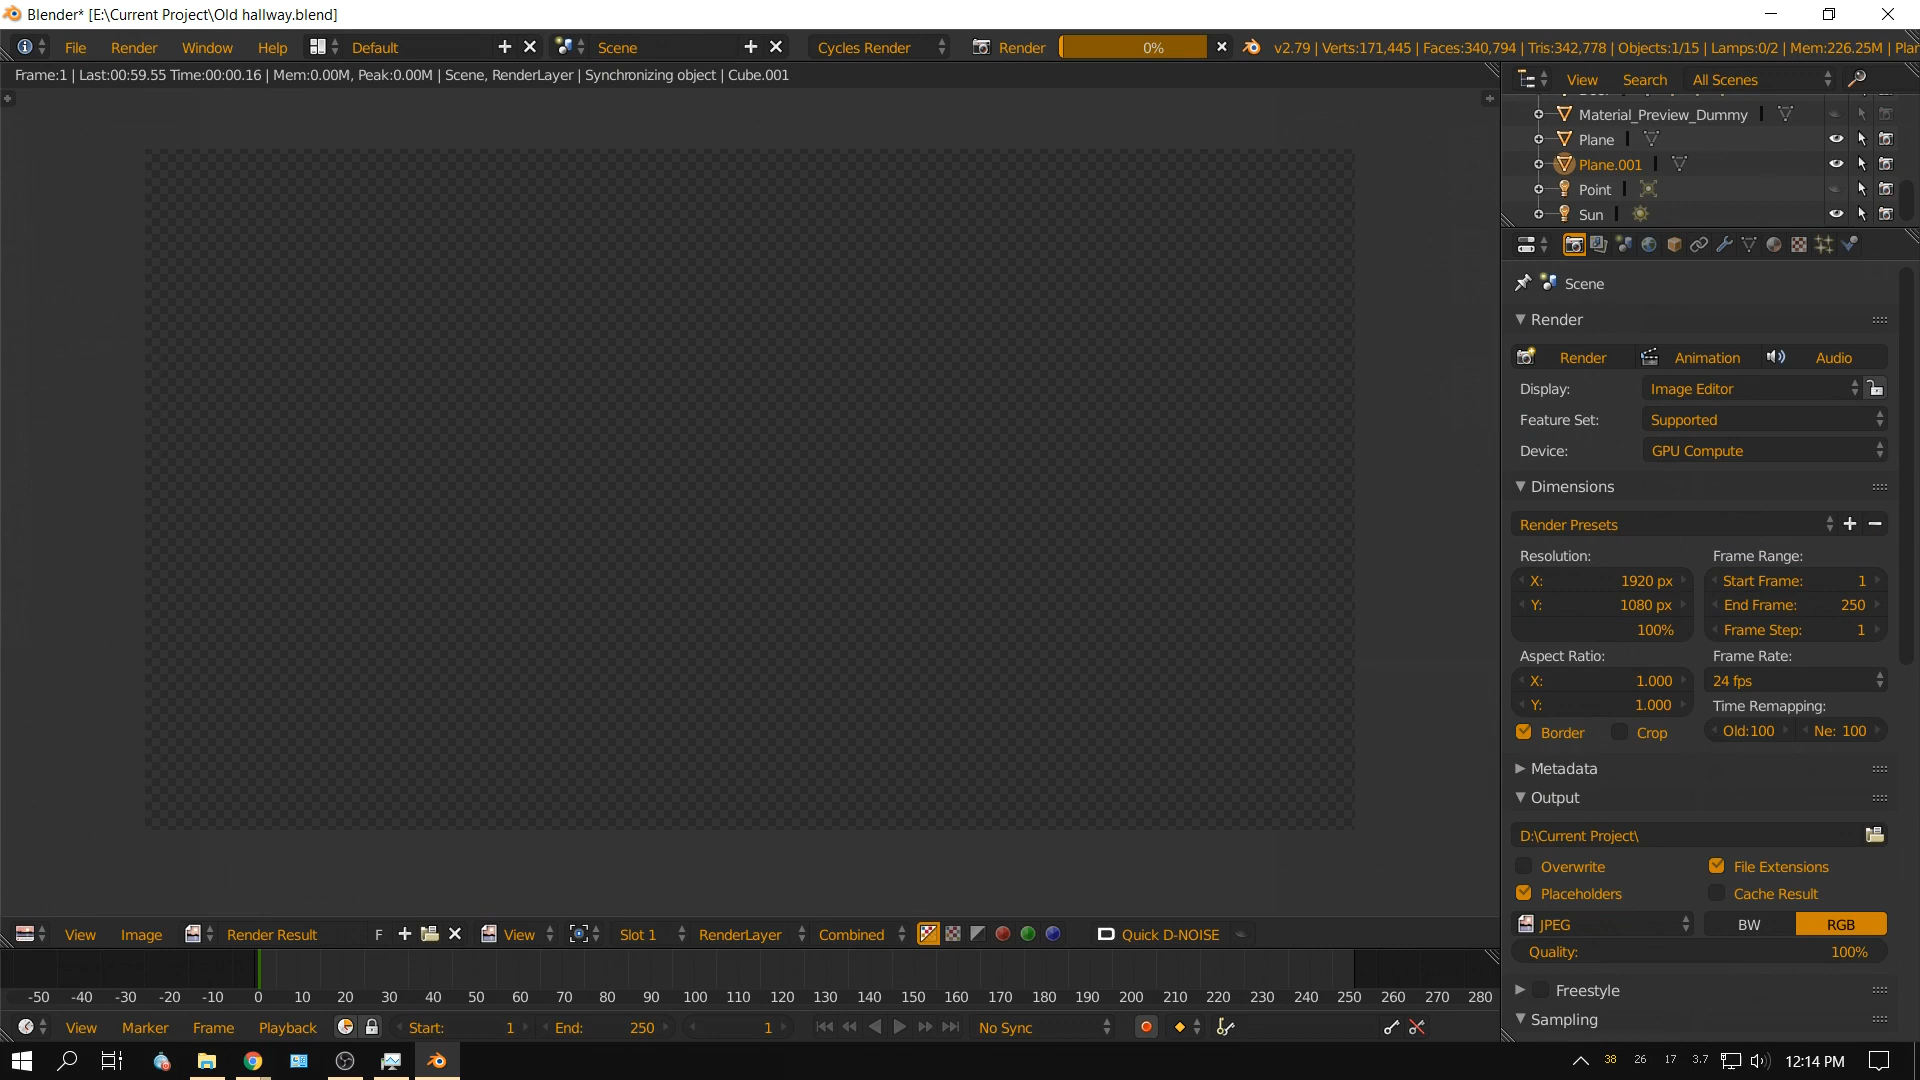 Blender* [E:\Current Project\Old hallway.blend]
File Render Window Help Default Scene Cycles Render Render 0% v2.79 | Verts:171,445 | Faces:340,794 | Tris:342,778 | Objects:1/15 | Lamps:0/2 | Mem:226.25M | Plan
Frame:1 | Last:00:59.55 Time:00:00.16 | Mem:0.00M, Peak:0.00M | Scene, RenderLayer | Synchronizing object | Cube.001
View Search All Scenes
Material_Preview_Dummy
Plane
Plane.001
Point
Sun
Scene
Render
Render Animation Audio
Display: Image Editor
Feature Set: Supported
Device: GPU Compute
Dimensions
Render Presets
Resolution: Frame Range:
X: 1920 px Start Frame: 1
Y: 1080 px End Frame: 250
100% Frame Step: 1
Aspect Ratio: Frame Rate:
X: 1.000 24 fps
Y: 1.000 Time Remapping:
Border Crop Old:100 Ne: 100
Metadata
Output
D:\Current Project\
Overwrite File Extensions
Placeholders Cache Result
JPEG BW RGB
Quality: 100%
Freestyle
Sampling
View Image Render Result F View Slot 1 RenderLayer Combined Quick D-NOISE
-50 -40 -30 -20 -10 0 10 20 30 40 50 60 70 80 90 100 110 120 130 140 150 160 170 180 190 200 210 220 230 240 250 260 270 280
View Marker Frame Playback Start: 1 End: 250 1 No Sync
38 26 17 3.7 12:14 PM